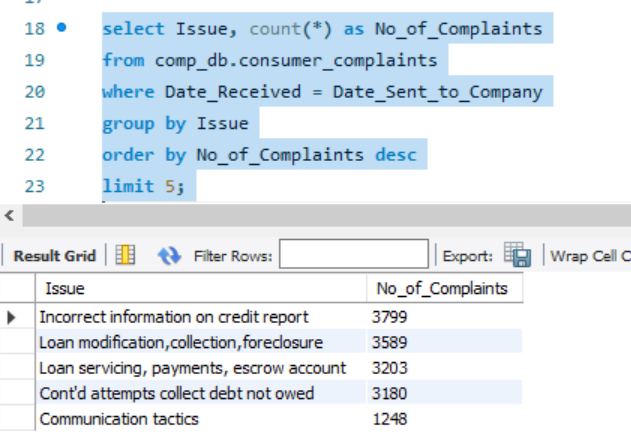 18 select Issue, count(*) as No_of_Complaints
19 from comp_db.consumer_complaints
20 where Date_Received = Date_Sent_to_Company
21 group by Issue
22 order by No_of_Complaints desc
23 limit 5;
Result Grid Filter Rows: Export: Wrap Cell C
Issue No_of_Complaints
Incorrect information on credit report 3799
Loan modification,collection,foreclosure 3589
Loan servicing, payments, escrow account 3203
Cont'd attempts collect debt not owed 3180
Communication tactics 1248